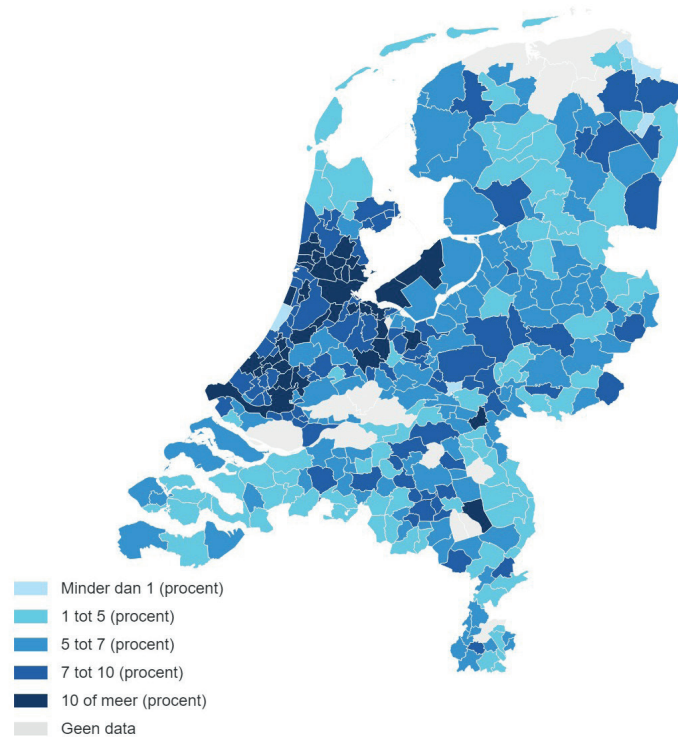 Minder dan 1 (procent)
1 tot 5 (procent)
5 tot 7 (procent)
7 tot 10 (procent)
10 of meer (procent)
Geen data